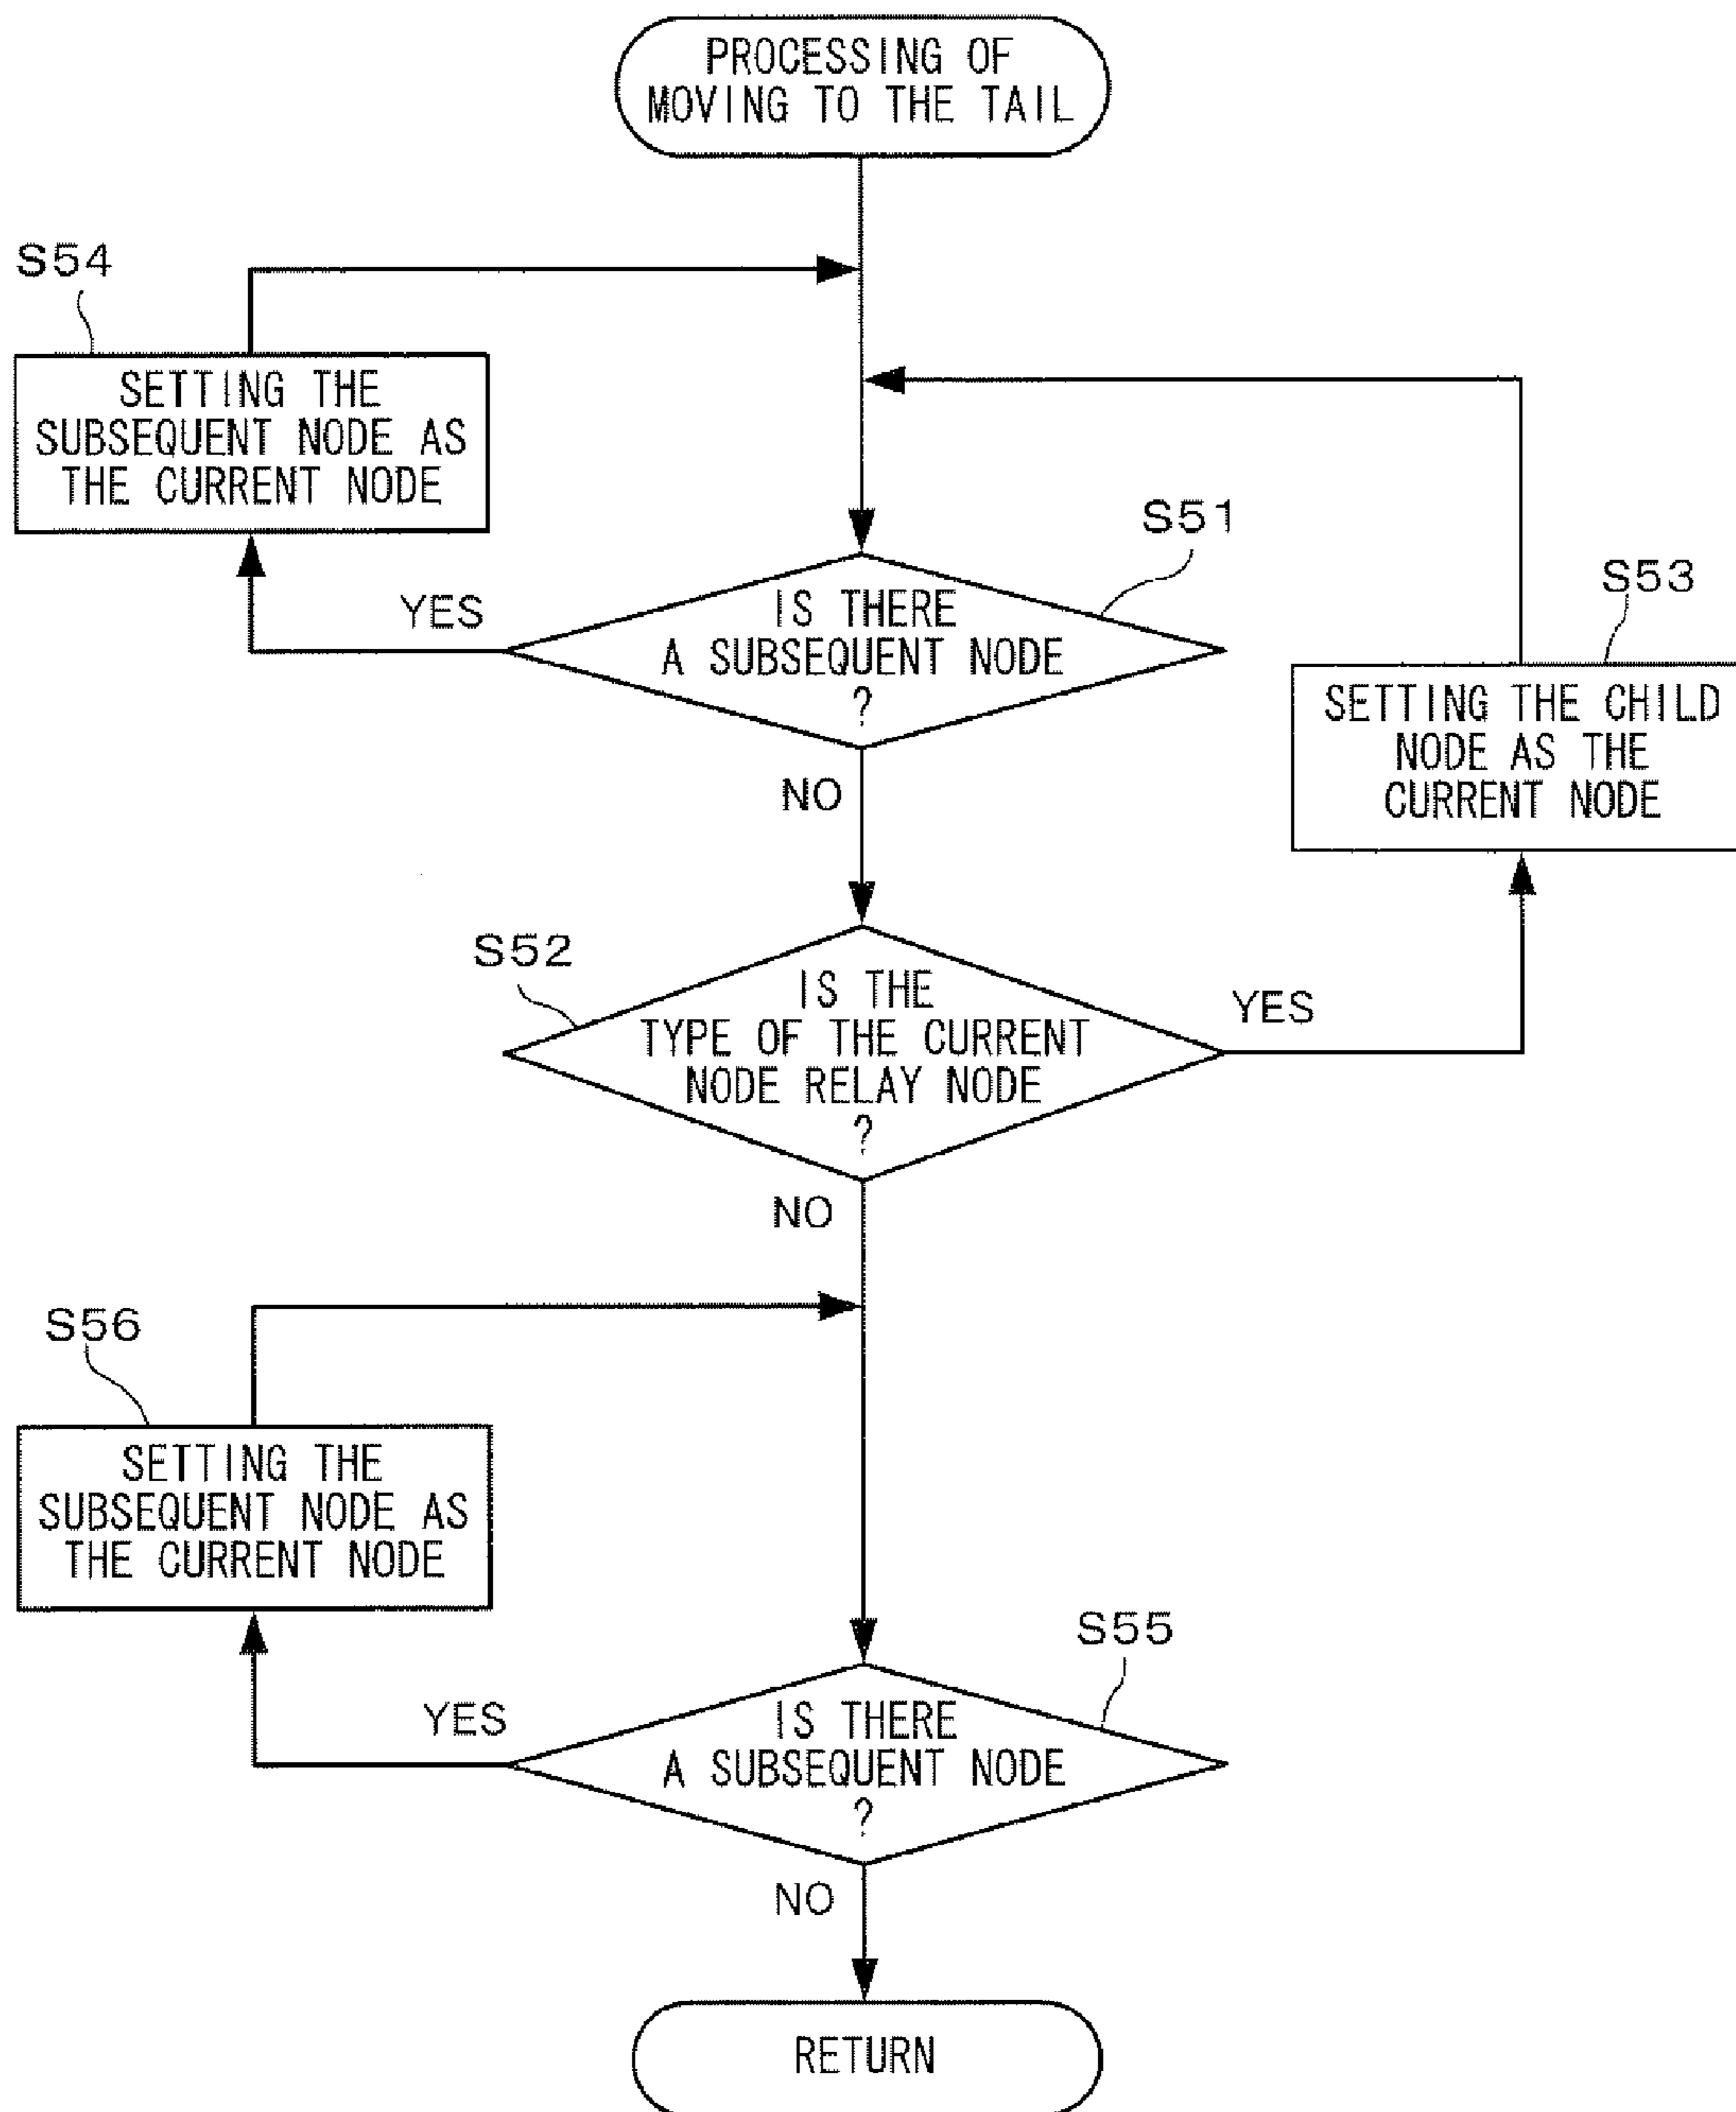 PROCESSING OF
MOVING TO THE TAIL
S54
SETTING THE
SUBSEQUENT NODE AS
THE CURRENT NODE
S51
YES
IS THERE
A SUBSEQUENT NODE
?
S53
SETTING THE CHILD
NODE AS THE
CURRENT NODE
NO
S52
IS THE
TYPE OF THE CURRENT
NODE RELAY NODE
?
YES
NO
S56
SETTING THE
SUBSEQUENT NODE AS
THE CURRENT NODE
S55
YES
IS THERE
A SUBSEQUENT NODE
?
NO
RETURN